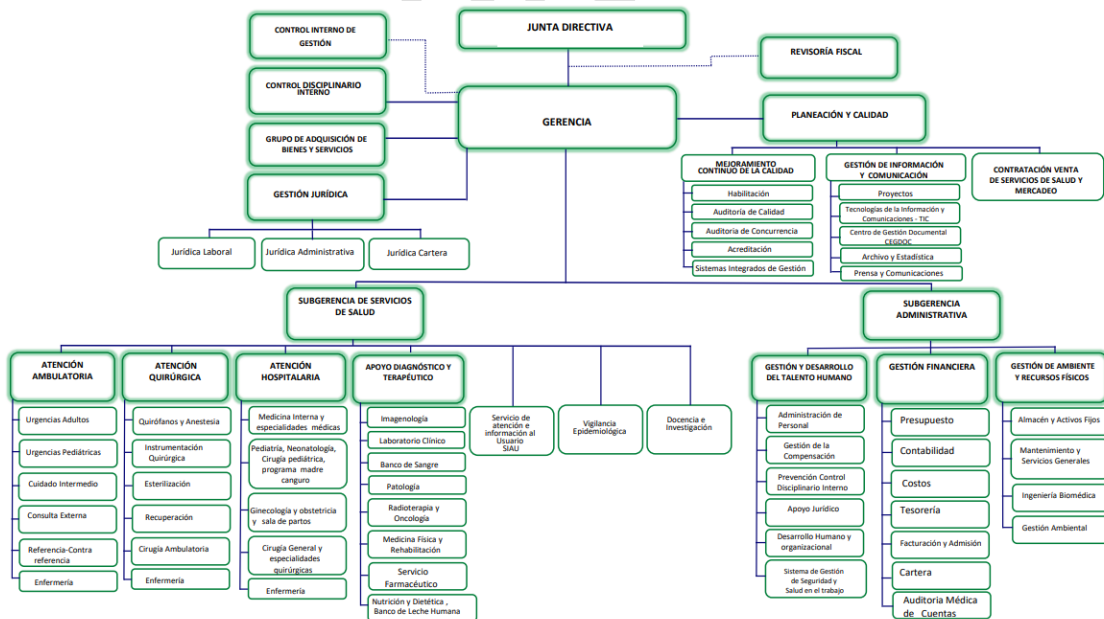 JUNTA DIRECTIVA
CONTROL INTERNO DE
GESTIÓN
REVISORÍA FISCAL
CONTROL DISCIPLINARIO
INTERNO
GERENCIA
PLANEACIÓN Y CALIDAD
GRUPO DE ADQUISICIÓN DE
BIENES Y SERVICIOS
GESTIÓN JURÍDICA
Jurídica Laboral
Jurídica Administrativa
Jurídica Cartera
MEJORAMIENTO
CONTINUO DE LA CALIDAD
Habilitación
Auditoría de Calidad
Auditoria de Concurrencia
Acreditación
Sistemas Integrados de Gestión
GESTIÓN DE INFORMACIÓN
Y COMUNICACIÓN
Proyectos
Tecnologías de la Información y
Comunicaciones - TIC
Centro de Gestión Documental
CEGDOC
Archivo y Estadística
Prensa y Comunicaciones
CONTRATACIÓN VENTA
DE SERVICIOS DE SALUD Y
MERCADEO
SUBGERENCIA DE SERVICIOS
DE SALUD
SUBGERENCIA
ADMINISTRATIVA
ATENCIÓN
AMBULATORIA
Urgencias Adultos
Urgencias Pediátricas
Cuidado Intermedio
Consulta Externa
Referencia-Contra
referencia
Enfermería
ATENCIÓN
QUIRÚRGICA
Quirófanos y Anestesia
Instrumentación
Quirúrgica
Esterilización
Recuperación
Cirugía Ambulatoria
Enfermería
ATENCIÓN
HOSPITALARIA
Medicina Interna y
especialidades médicas
Pediatría, Neonatología,
Cirugía pediátrica,
programa madre
canguro
Ginecología y obstetricia
y sala de partos
Cirugía General y
especialidades
quirúrgicas
Enfermería
APOYO DIAGNÓSTICO Y
TERAPÉUTICO
Imagenología
Laboratorio Clínico
Banco de Sangre
Patología
Radioterapia y
Oncología
Medicina Física y
Rehabilitación
Servicio
Farmacéutico
Nutrición y Dietética ,
Banco de Leche Humana
Servicio de
atención e
información al
Usuario
SIAU
Vigilancia
Epidemiológica
Docencia e
Investigación
GESTIÓN Y DESARROLLO
DEL TALENTO HUMANO
Administración de
Personal
Gestión de la
Compensación
Prevención Control
Disciplinario Interno
Apoyo Jurídico
Desarrollo Humano y
organizacional
Sistema de Gestión
de Seguridad y
Salud en el trabajo
GESTIÓN FINANCIERA
Presupuesto
Contabilidad
Costos
Tesorería
Facturación y Admisión
Cartera
Auditoria Médica
de Cuentas
GESTIÓN DE AMBIENTE
Y RECURSOS FÍSICOS
Almacén y Activos Fijos
Mantenimiento y
Servicios Generales
Ingeniería Biomédica
Gestión Ambiental